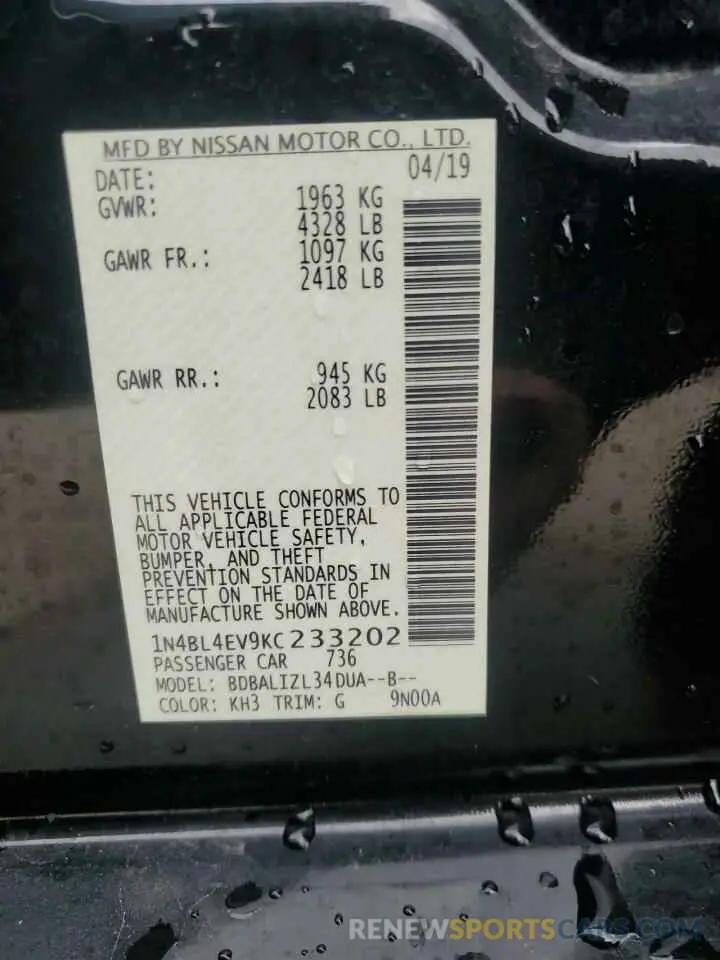 MFD BY NISSAN MOTOR CO., LTD.
DATE: 04/19
GVWR: 1963 KG
4328 LB
GAWR FR.: 1097 KG
2418 LB
GAWR RR.: 945 KG
2083 LB
THIS VEHICLE CONFORMS TO
ALL APPLICABLE FEDERAL
MOTOR VEHICLE SAFETY,
BUMPER, AND THEFT
PREVENTION STANDARDS IN
EFFECT ON THE DATE OF
MANUFACTURE SHOWN ABOVE.
1N4BL4EV9KC233202
PASSENGER CAR 736
MODEL: BDBALIZL34DUA--B--
COLOR: KH3 TRIM: G 9N00A
RENEWSPORTSCARS.COM